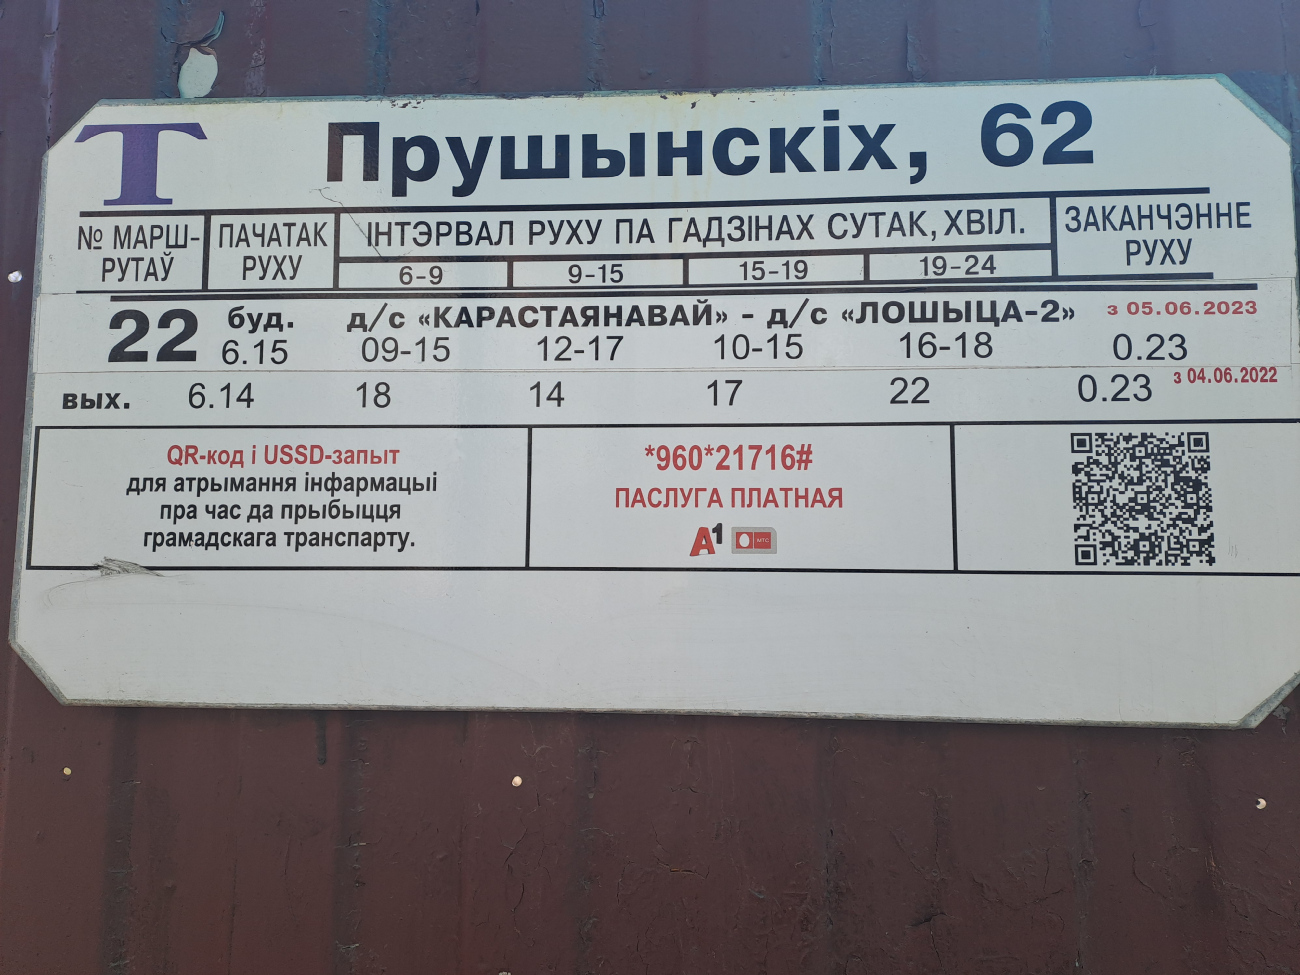 Т Прушынскіх, 62
№ МАРШ-
РУТАЎ
ПАЧАТАК
РУХУ
ІНТЭРВАЛ РУХУ ПА ГАДЗІНАХ СУТАК, ХВІЛ.
6-9 9-15 15-19 19-24
ЗАКАНЧЭННЕ
РУХУ
22 буд. д/с «КАРАСТАЯНАВАЙ» - д/с «ЛОШЫЦА-2» з 05.06.2023
6.15 09-15 12-17 10-15 16-18 0.23
вых. 6.14 18 14 17 22 0.23 з 04.06.2022
QR-код і USSD-запыт
для атрымання інфармацыі
пра час да прыбыцця
грамадскага транспарту.
*960*21716#
ПАСЛУГА ПЛАТНАЯ
A1 МТС